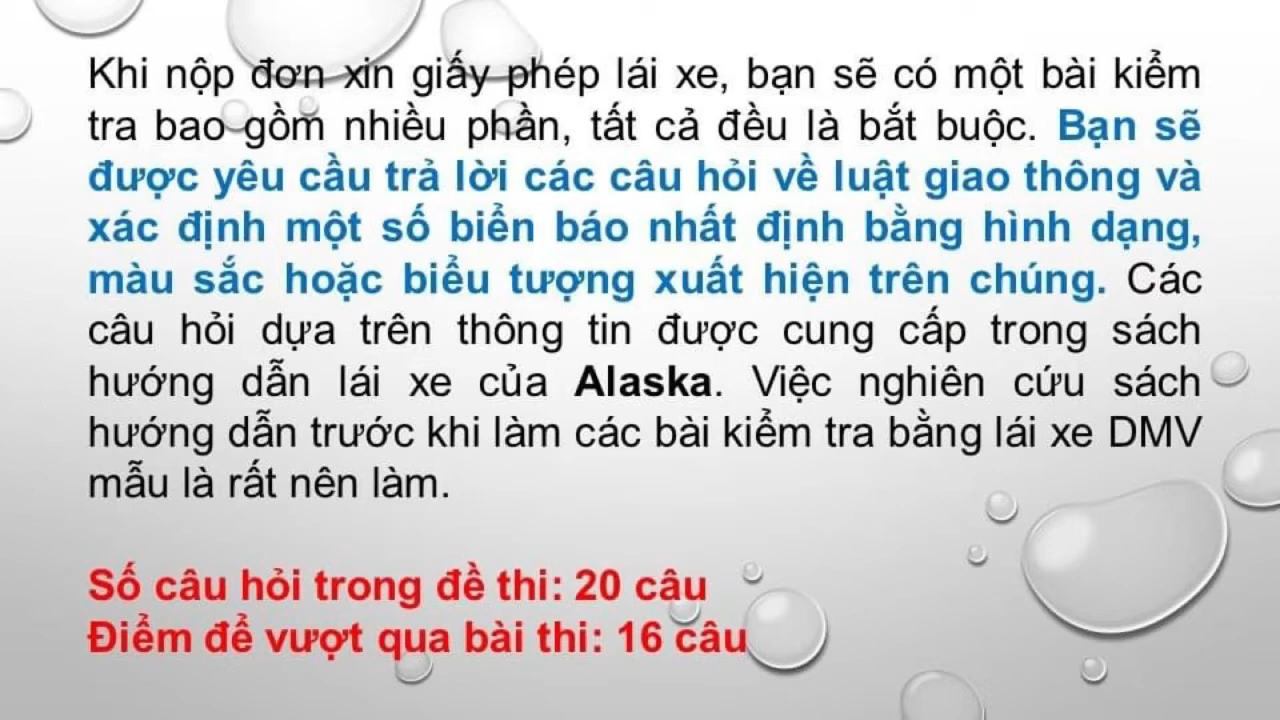 Khi nộp đơn xin giấy phép lái xe, bạn sẽ có một bài kiểm
tra bao gồm nhiều phần, tất cả đều là bắt buộc. Bạn sẽ
được yêu cầu trả lời các câu hỏi về luật giao thông và
xác định một số biển báo nhất định bằng hình dạng,
màu sắc hoặc biểu tượng xuất hiện trên chúng. Các
câu hỏi dựa trên thông tin được cung cấp trong sách
hướng dẫn lái xe của Alaska. Việc nghiên cứu sách
hướng dẫn trước khi làm các bài kiểm tra bằng lái xe DMV
mẫu là rất nên làm.
Số câu hỏi trong đề thi: 20 câu
Điểm để vượt qua bài thi: 16 câu